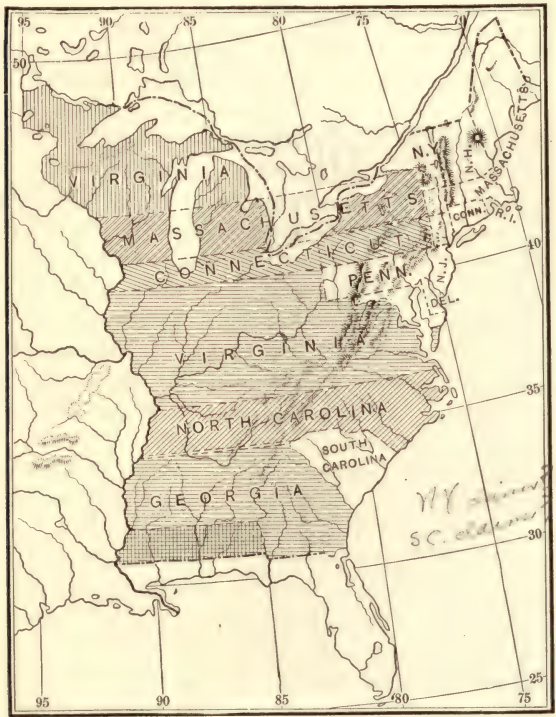 95 90 85 80 75 70
50
VIRGINIA
N.Y.
N.H.
MASSACHUSETTS
MASSACHUSETTS
CONN.
R.I.
CONNECTICUT
40
PENN.
N.J.
DEL.
VIRGINIA
35
NORTH CAROLINA
SOUTH CAROLINA
GEORGIA
N.Y.
S C. claims
30
25
95 90 85 80 75